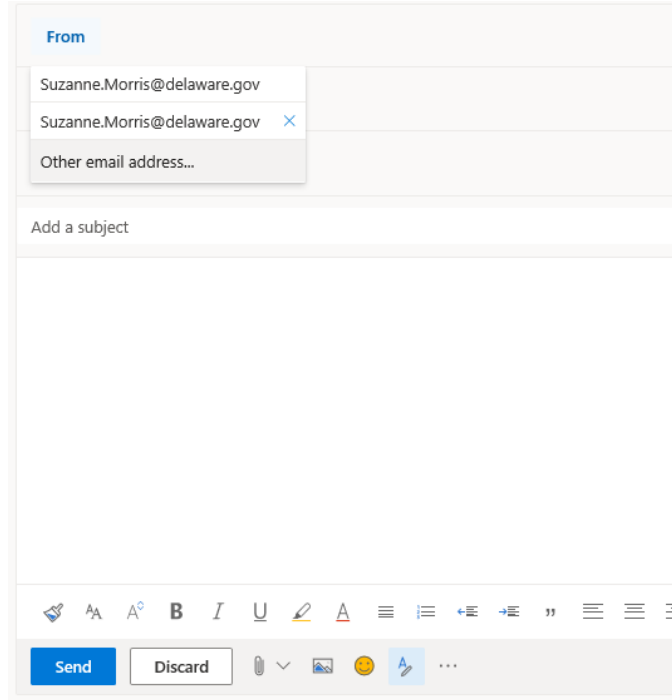 From
Suzanne.Morris@delaware.gov
Suzanne.Morris@delaware.gov
Other email address...
Add a subject
Send
Discard